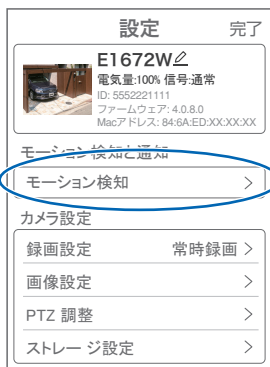 設定 完了
E1672W
電気量:100% 信号:通常
ID: 5552221111
ファームウェア: 4.0.8.0
Macアドレス: 84:6A:ED:XX:XX:XX
モーション検知と通知
モーション検知
カメラ設定
録画設定 常時録画
画像設定
PTZ 調整
ストレージ設定